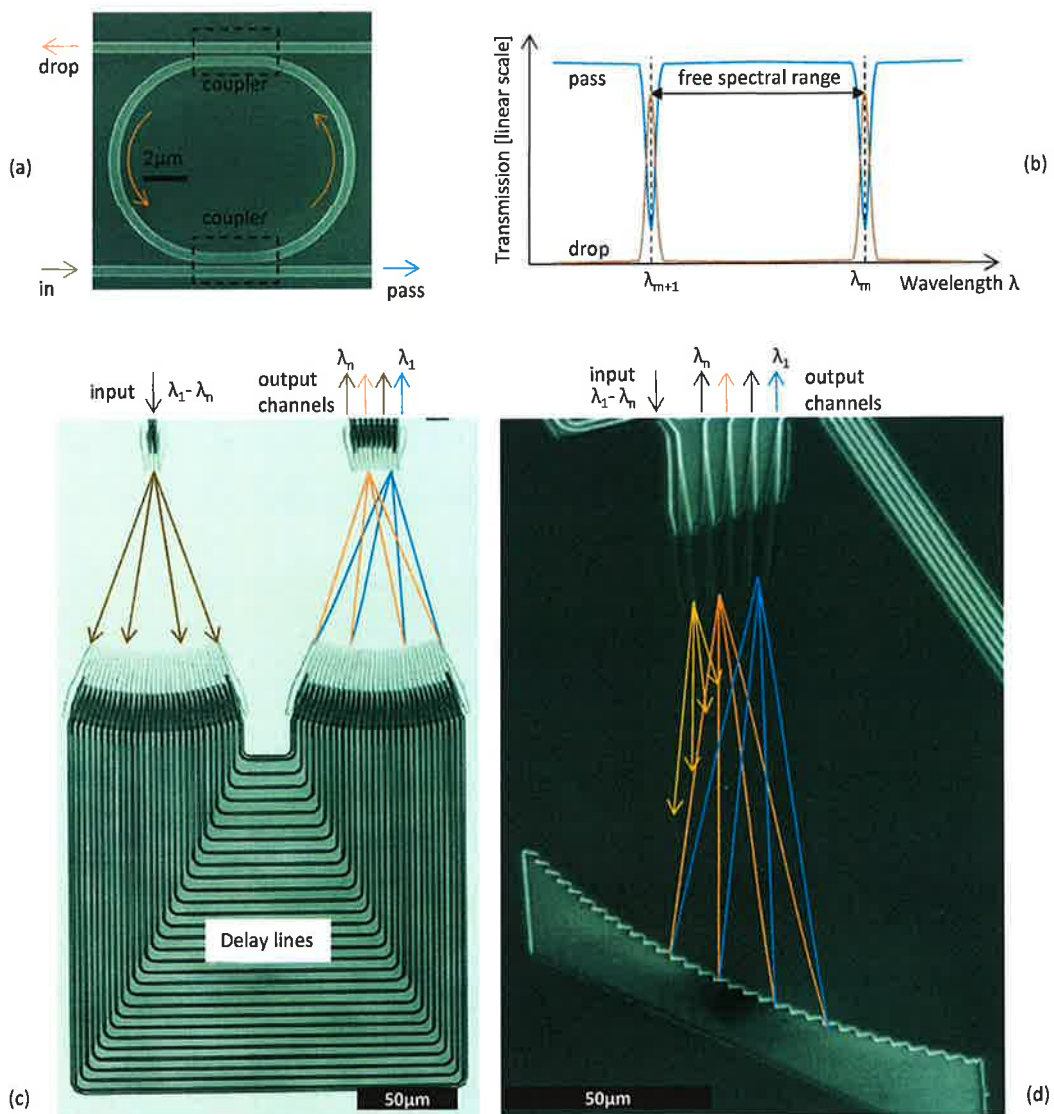 (a)
drop
coupler
2μm
coupler
in
pass
(b)
Transmission [linear scale]
pass
free spectral range
drop
λm+1
λm
Wavelength λ
(c)
input
λ1- λn
output
channels
λn
λ1
Delay lines
50μm
(d)
input
λ1- λn
λn
λ1
output
channels
50μm